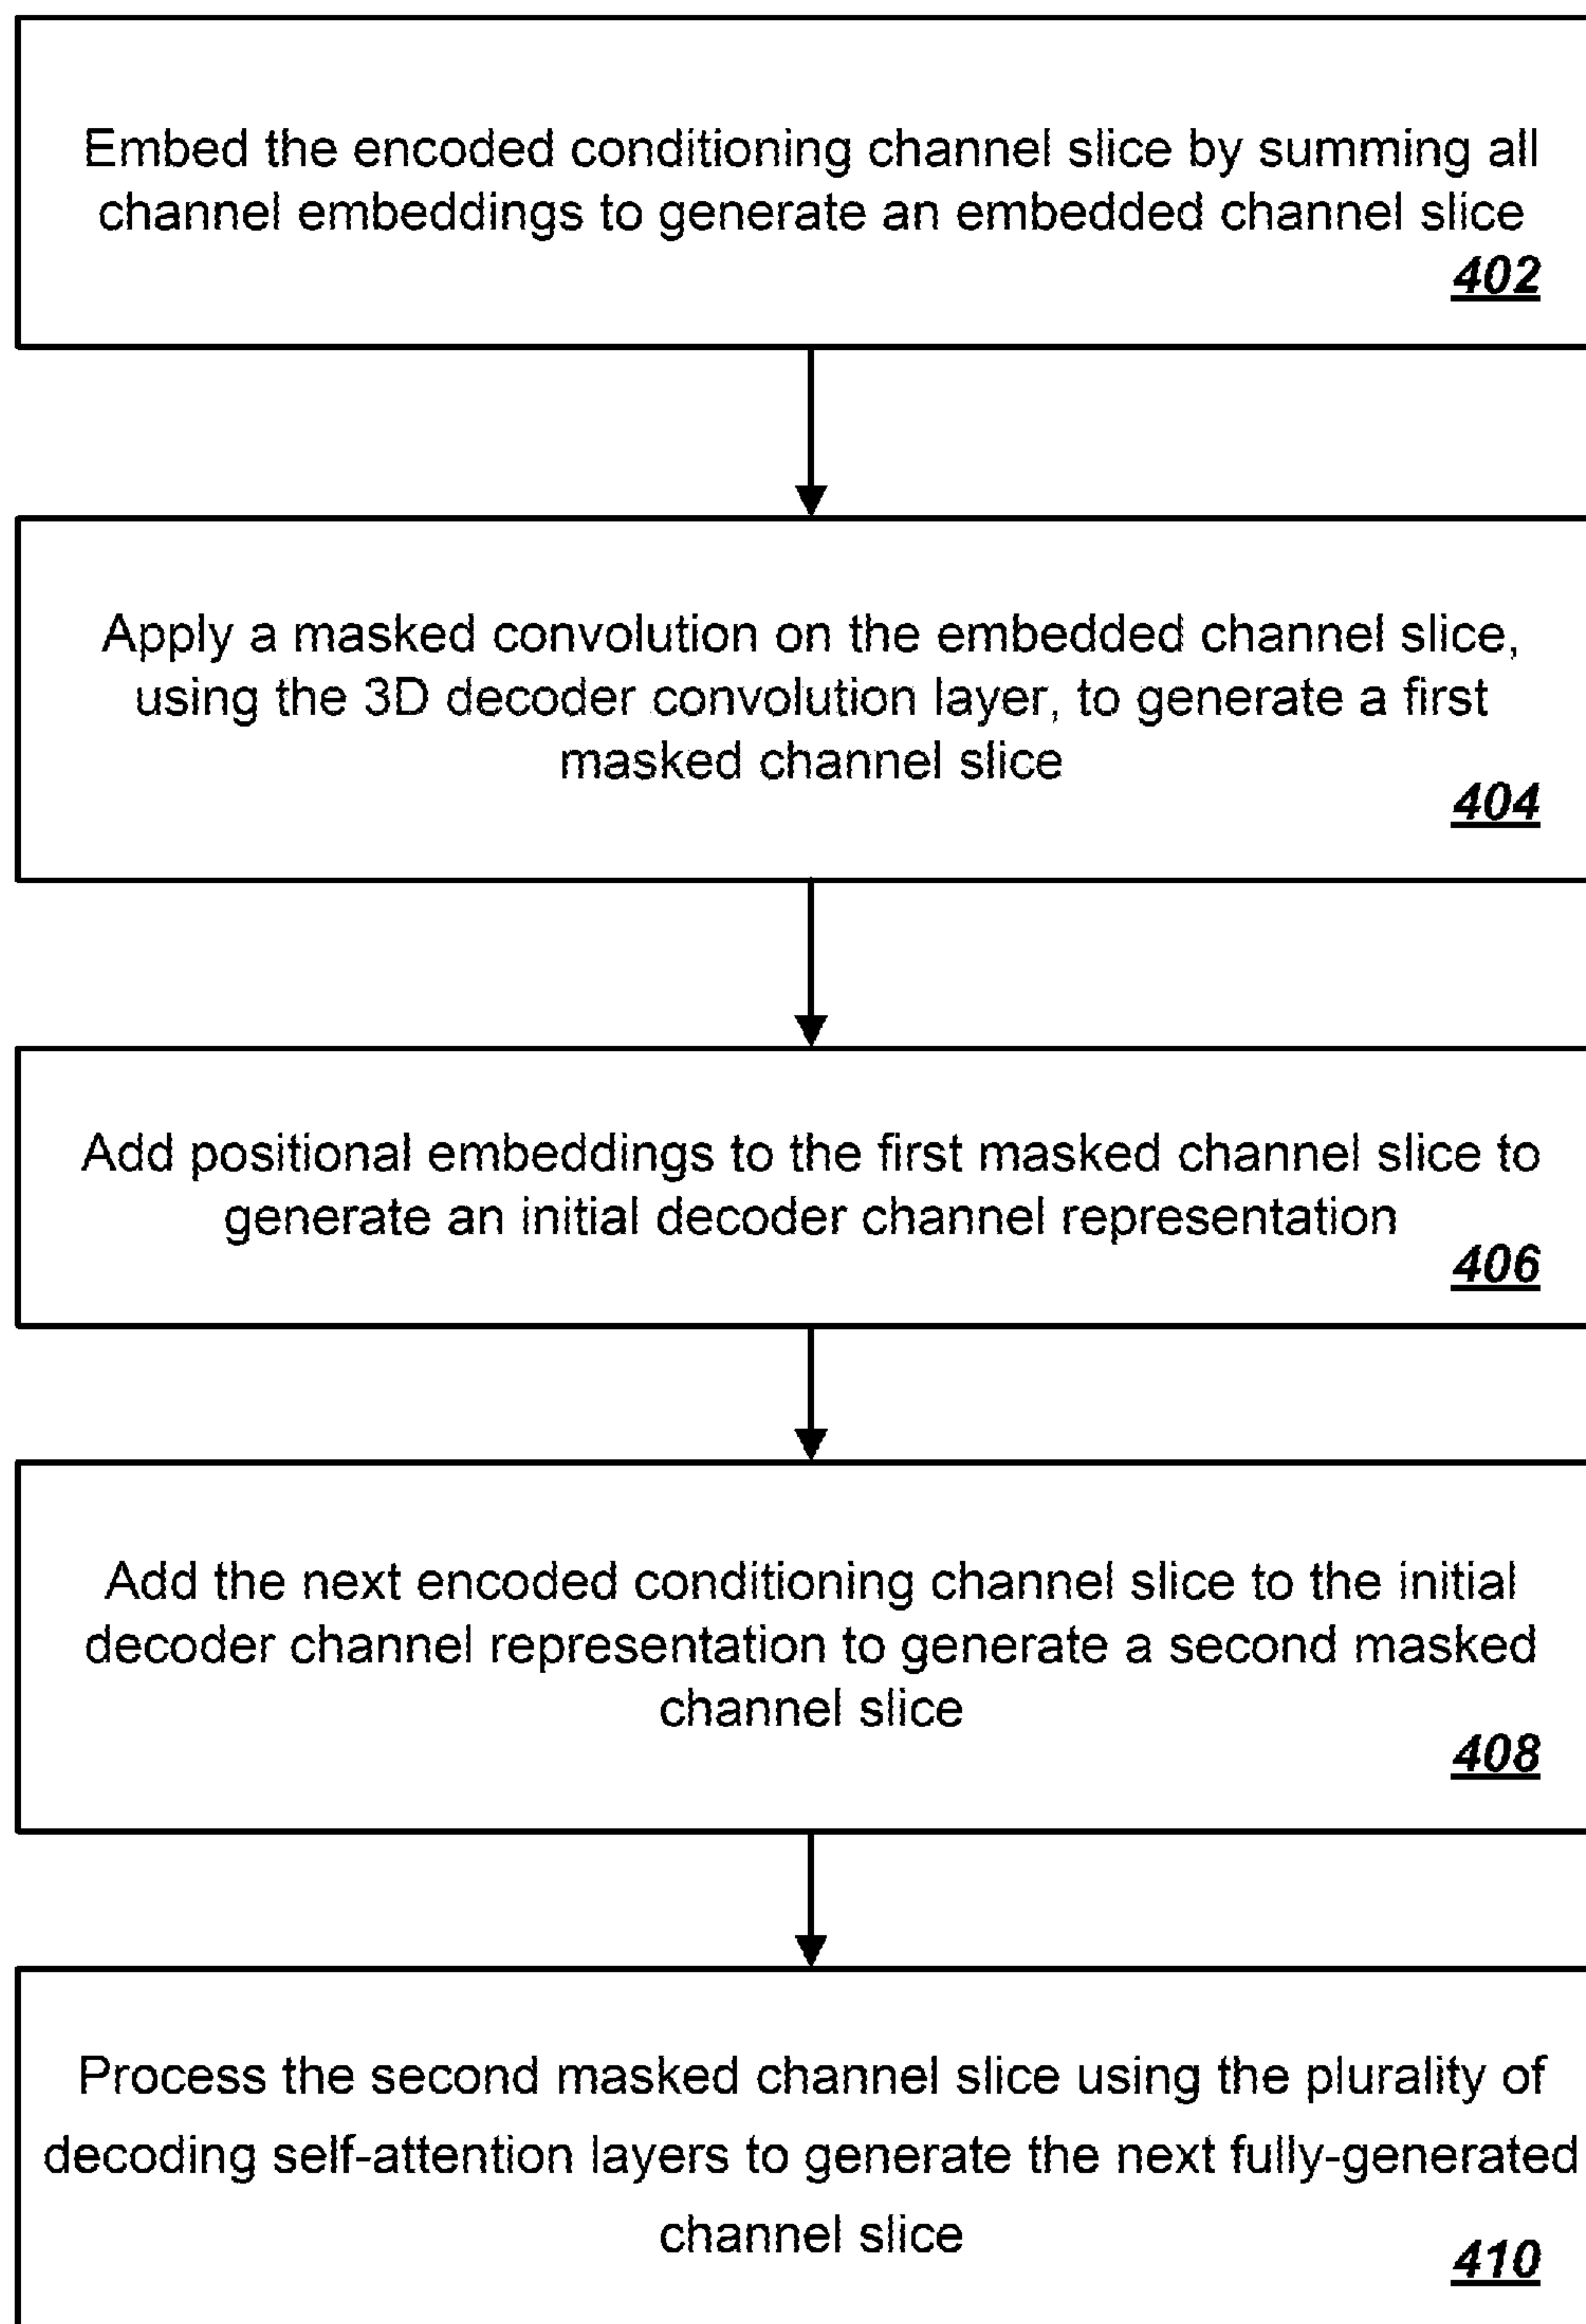 Embed the encoded conditioning channel slice by summing all
channel embeddings to generate an embedded channel slice
402
Apply a masked convolution on the embedded channel slice,
using the 3D decoder convolution layer, to generate a first
masked channel slice
404
Add positional embeddings to the first masked channel slice to
generate an initial decoder channel representation
406
Add the next encoded conditioning channel slice to the initial
decoder channel representation to generate a second masked
channel slice
408
Process the second masked channel slice using the plurality of
decoding self-attention layers to generate the next fully-generated
channel slice
410